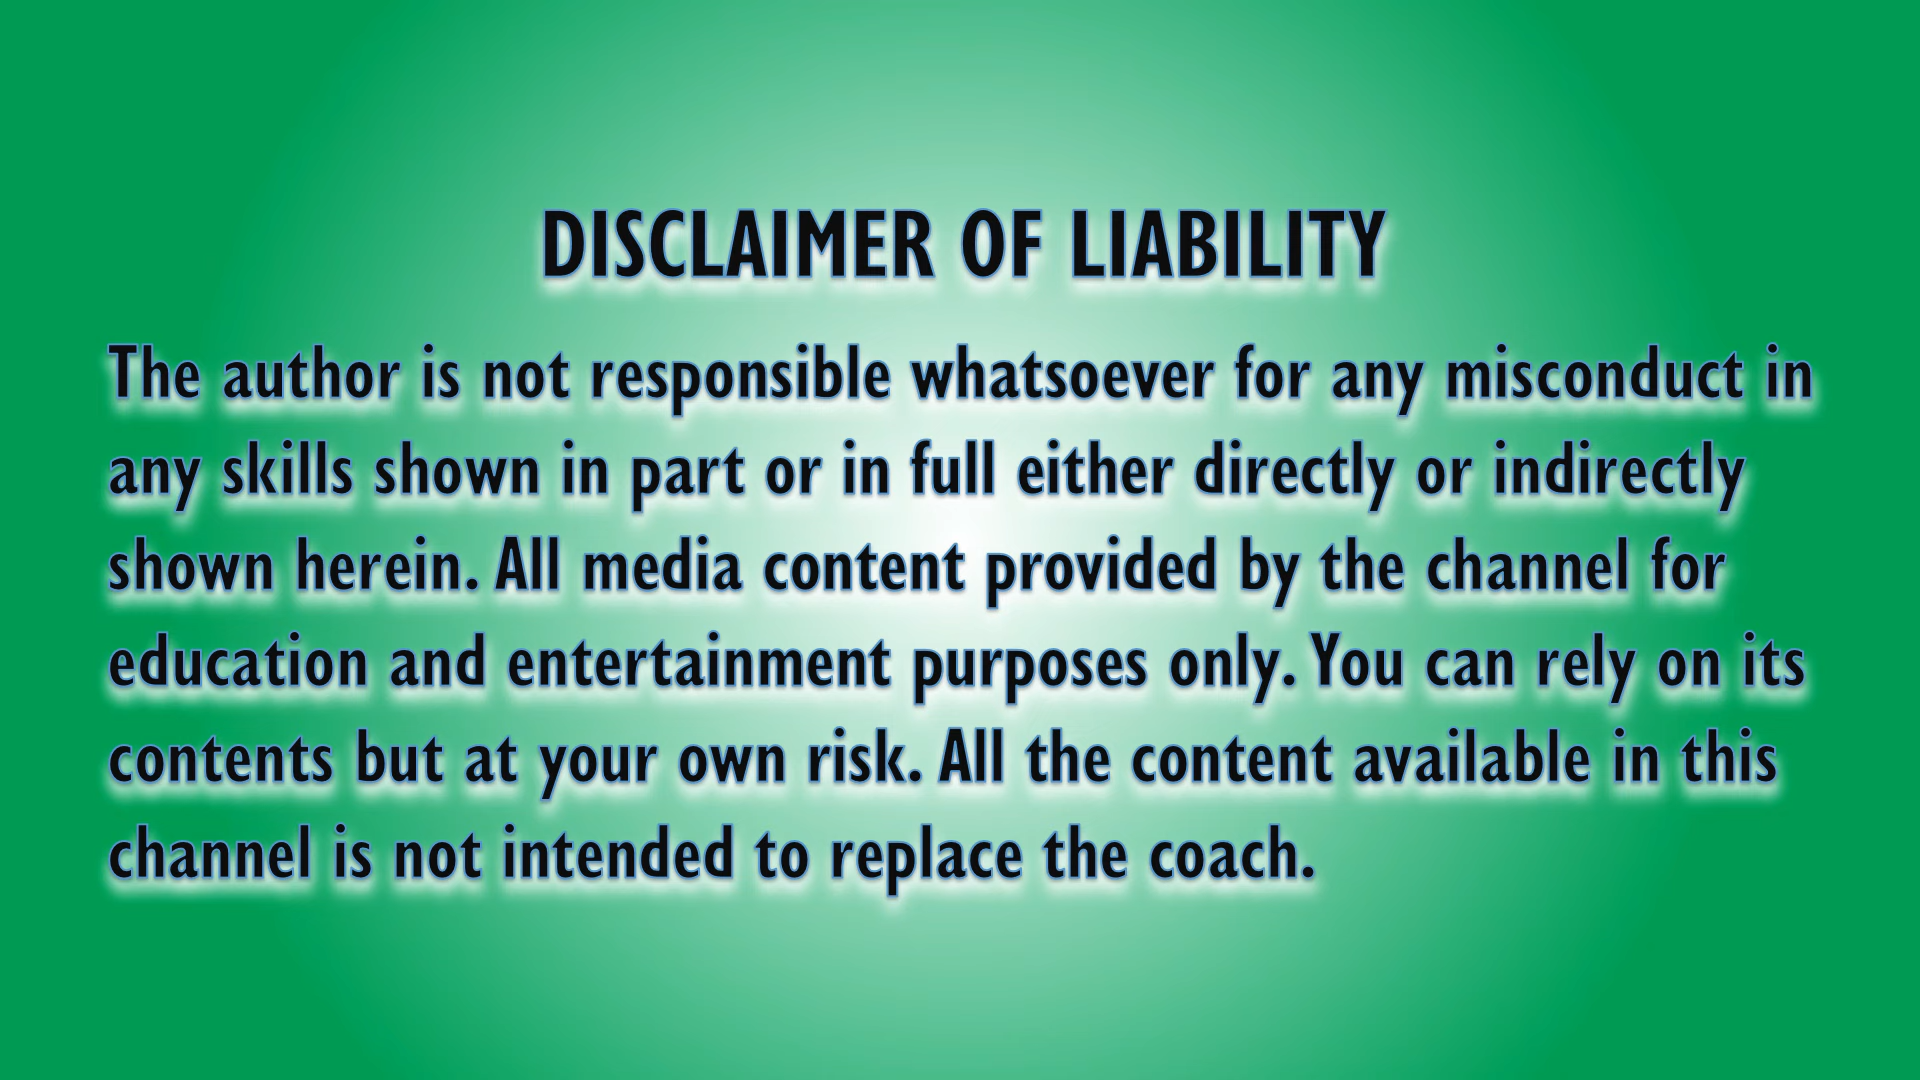 DISCLAIMER OF LIABILITY
The author is not responsible whatsoever for any misconduct in
any skills shown in part or in full either directly or indirectly
shown herein. All media content provided by the channel for
education and entertainment purposes only. You can rely on its
contents but at your own risk. All the content available in this
channel is not intended to replace the coach.